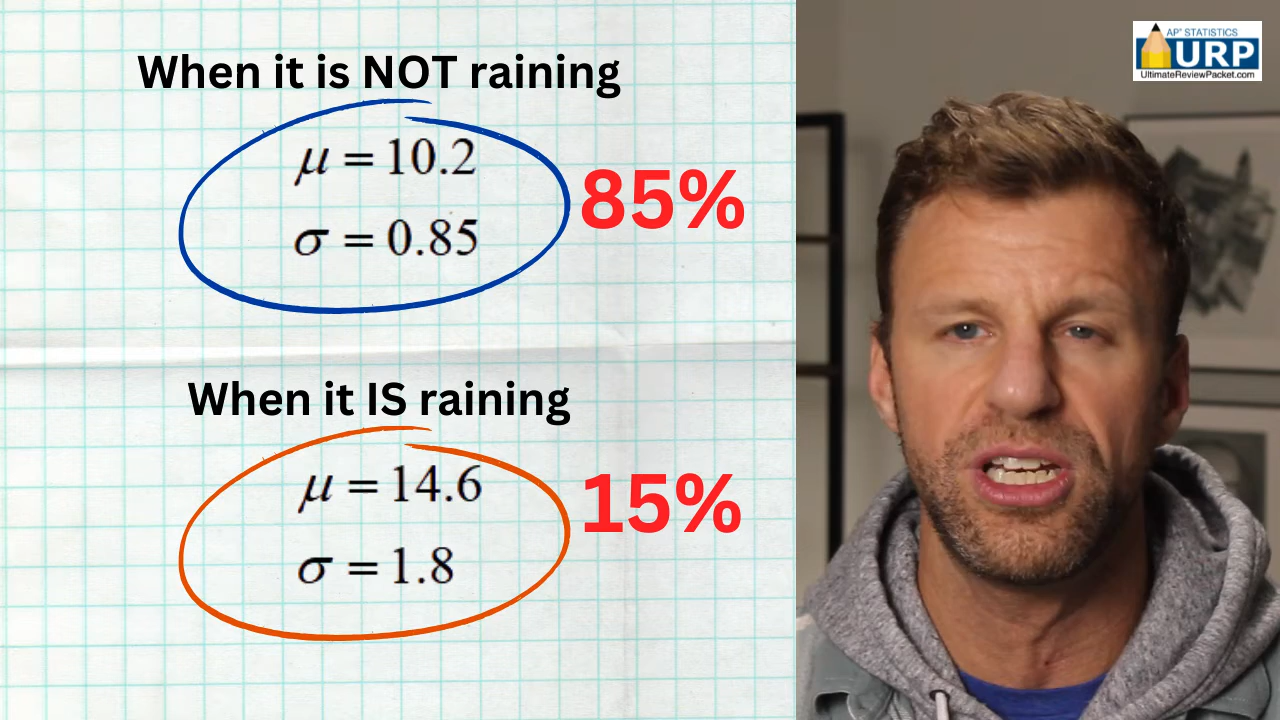 When it is NOT raining
μ = 10.2
σ = 0.85
85%
When it IS raining
μ = 14.6
σ = 1.8
15%
AP* STATISTICS
URP
UltimateReviewPacket.com